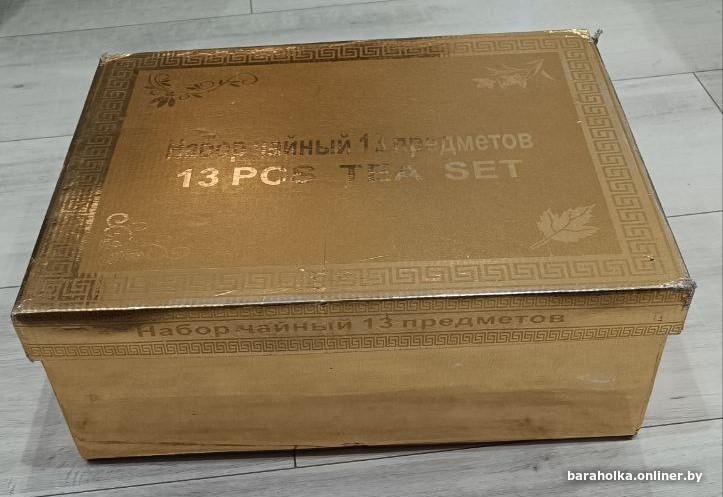 Набор чайный 13 предметов
13 PCS TEA SET
Набор чайный 13 предметов
baraholka.onliner.by